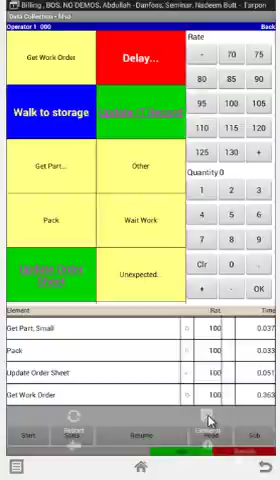 Billing , BOS, NO DEMOS, Abdullah - Danfoss, Seminar, Nadeem Butt - Tarpon
Data Collection -
Operator 1 000 Back
Get Work Order
Delay...
Walk to storage
Get Part...
Other
Pack
Wait Work
Update Order Sheet
Unexpected.
Rate
- 70 75
80 85 90
95 100 105
110 115 120
125 130 +
Quantity 0
1 2 3
4 5 6
7 8 9
Clr 0 .
+ - OK
Element Rat. Time
Get Part, Small 100 0.037
Pack 100 0.033
Update Order Sheet 100 0.051
Get Work Order 100 0.363
Restart Elements
Start Resume Read Sub